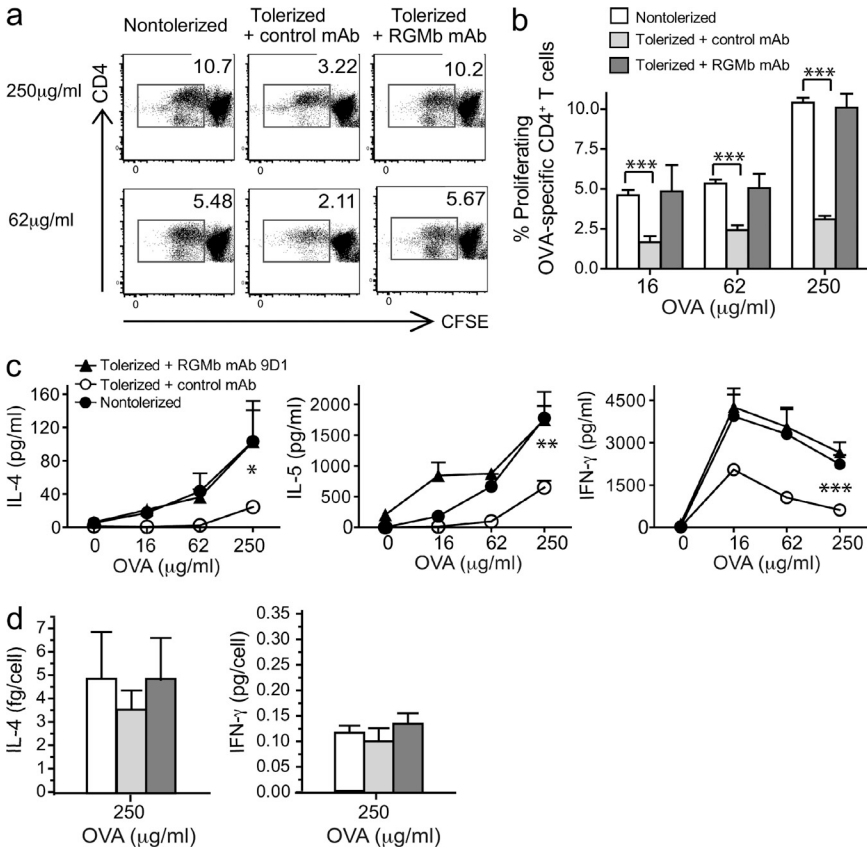 a
Nontolerized
Tolerized
+ control mAb
Tolerized
+ RGMb mAb
250μg/ml
62μg/ml
CD4
10.7
3.22
10.2
0
0
0
5.48
2.11
5.67
0
0
0
CFSE
b
Nontolerized
Tolerized + control mAb
Tolerized + RGMb mAb
% Proliferating
OVA-specific CD4+ T cells
10.0
7.5
5.0
2.5
0
***
***
***
16
62
250
OVA (μg/ml)
c
Tolerized + RGMb mAb 9D1
Tolerized + control mAb
Nontolerized
IL-4 (pg/ml)
160
120
80
40
0
*
0
16
62
250
OVA (μg/ml)
IL-5 (pg/ml)
2000
1500
1000
500
0
**
0
16
62
250
OVA (μg/ml)
IFN-γ (pg/ml)
4500
3000
1500
0
***
0
16
62
250
OVA (μg/ml)
d
IL-4 (fg/cell)
7
6
5
4
3
2
1
0
250
OVA (μg/ml)
IFN-γ (pg/cell)
0.35
0.30
0.25
0.20
0.15
0.10
0.05
0.00
250
OVA (μg/ml)